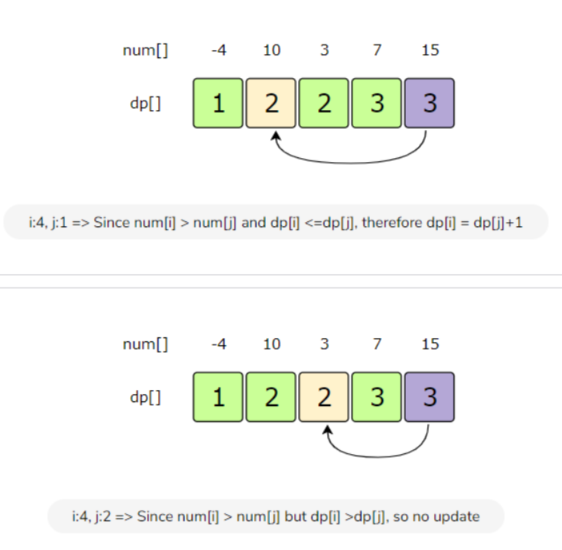 num[] -4 10 3 7 15
dp[] 1 2 2 3 3
i:4, j:1 => Since num[i] > num[j] and dp[i] <=dp[j], therefore dp[i] = dp[j]+1
num[] -4 10 3 7 15
dp[] 1 2 2 3 3
i:4, j:2 => Since num[i] > num[j] but dp[i] >dp[j], so no update